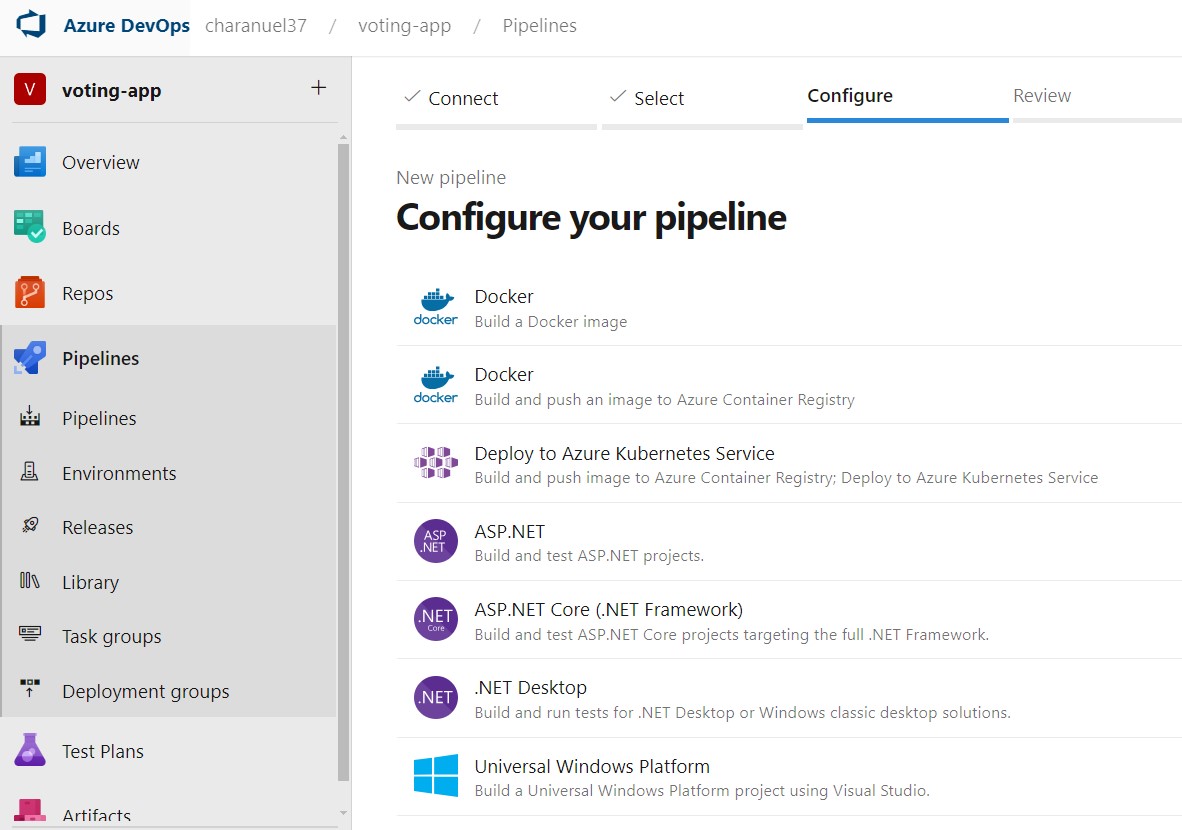 Azure DevOps charanuel37 / voting-app / Pipelines
V voting-app +
Overview
Boards
Repos
Pipelines
Pipelines
Environments
Releases
Library
Task groups
Deployment groups
Test Plans
Artifacts
Connect Select Configure Review
New pipeline
Configure your pipeline
docker Docker
Build a Docker image
docker Docker
Build and push an image to Azure Container Registry
Deploy to Azure Kubernetes Service
Build and push image to Azure Container Registry; Deploy to Azure Kubernetes Service
ASP
.NET
ASP.NET
Build and test ASP.NET projects.
.NET
Core
ASP.NET Core (.NET Framework)
Build and test ASP.NET Core projects targeting the full .NET Framework.
.NET
.NET Desktop
Build and run tests for .NET Desktop or Windows classic desktop solutions.
Universal Windows Platform
Build a Universal Windows Platform project using Visual Studio.